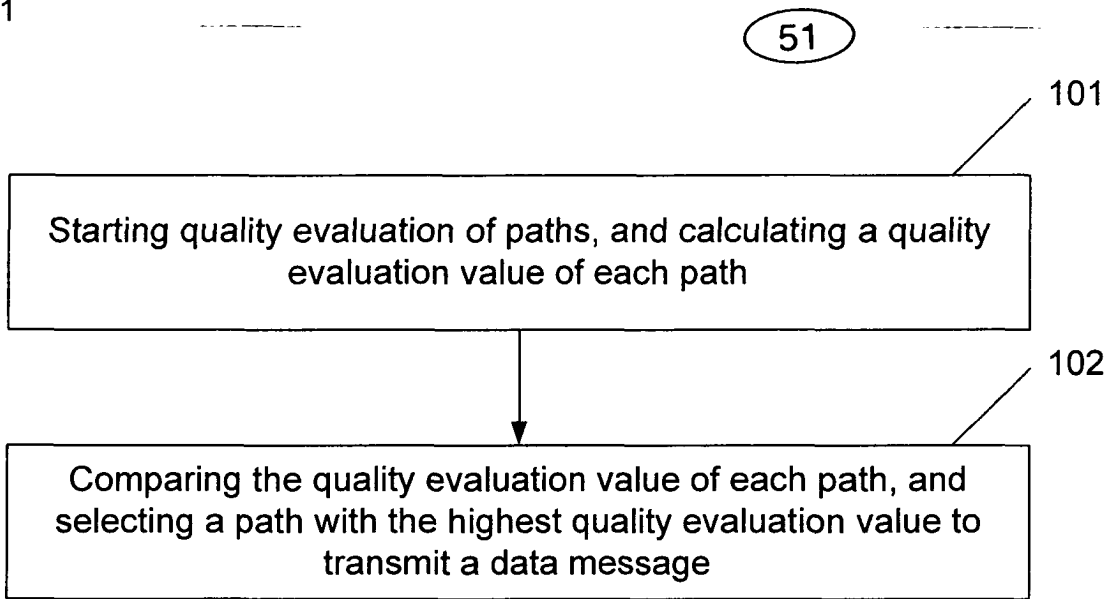 1
51
101
Starting quality evaluation of paths, and calculating a quality
evaluation value of each path
102
Comparing the quality evaluation value of each path, and
selecting a path with the highest quality evaluation value to
transmit a data message